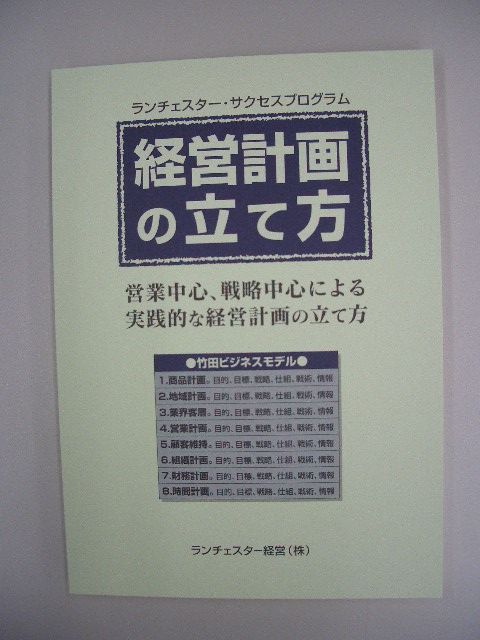 ランチェスター・サクセスプログラム
経営計画
の立て方
営業中心、戦略中心による
実践的な経営計画の立て方
●竹田ビジネスモデル●
1.商品計画。目的、目標、戦略、仕組、戦術、情報
2.地域計画。目的、目標、戦略、仕組、戦術、情報
3.業界客層。目的、目標、戦略、仕組、戦術、情報
4.営業計画。目的、目標、戦略、仕組、戦術、情報
5.顧客維持。目的、目標、戦略、仕組、戦術、情報
6.組織計画。目的、目標、戦略、仕組、戦術、情報
7.財務計画。目的、目標、戦略、仕組、戦術、情報
8.時間計画。目的、目標、戦略、仕組、戦術、情報
ランチェスター経営（株）